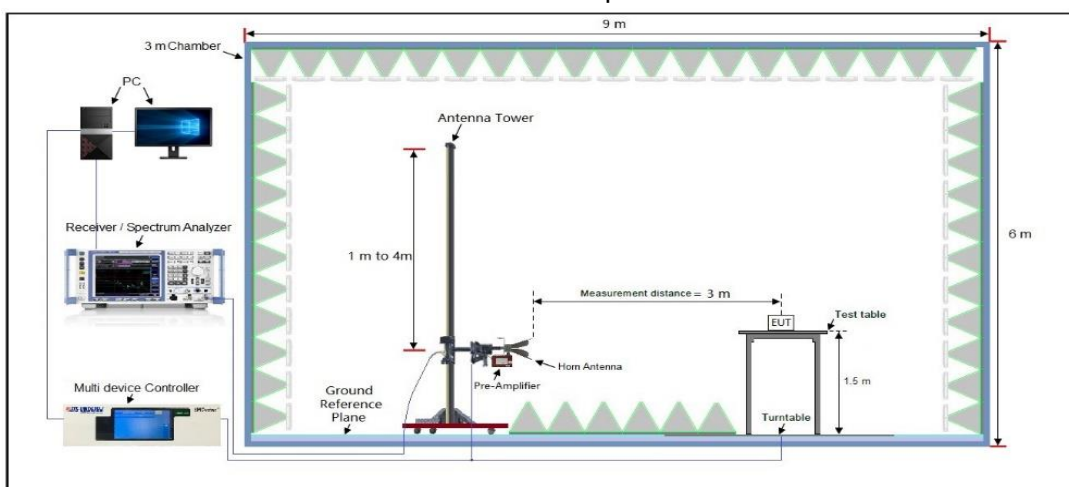 9 m
3 m Chamber
PC
Antenna Tower
Receiver / Spectrum Analyzer
1 m to 4m
6 m
Measurement distance = 3 m
EUT
Test table
Horn Antenna
Pre-Amplifier
1.5 m
Multi device Controller
Ground
Reference
Plane
Turntable